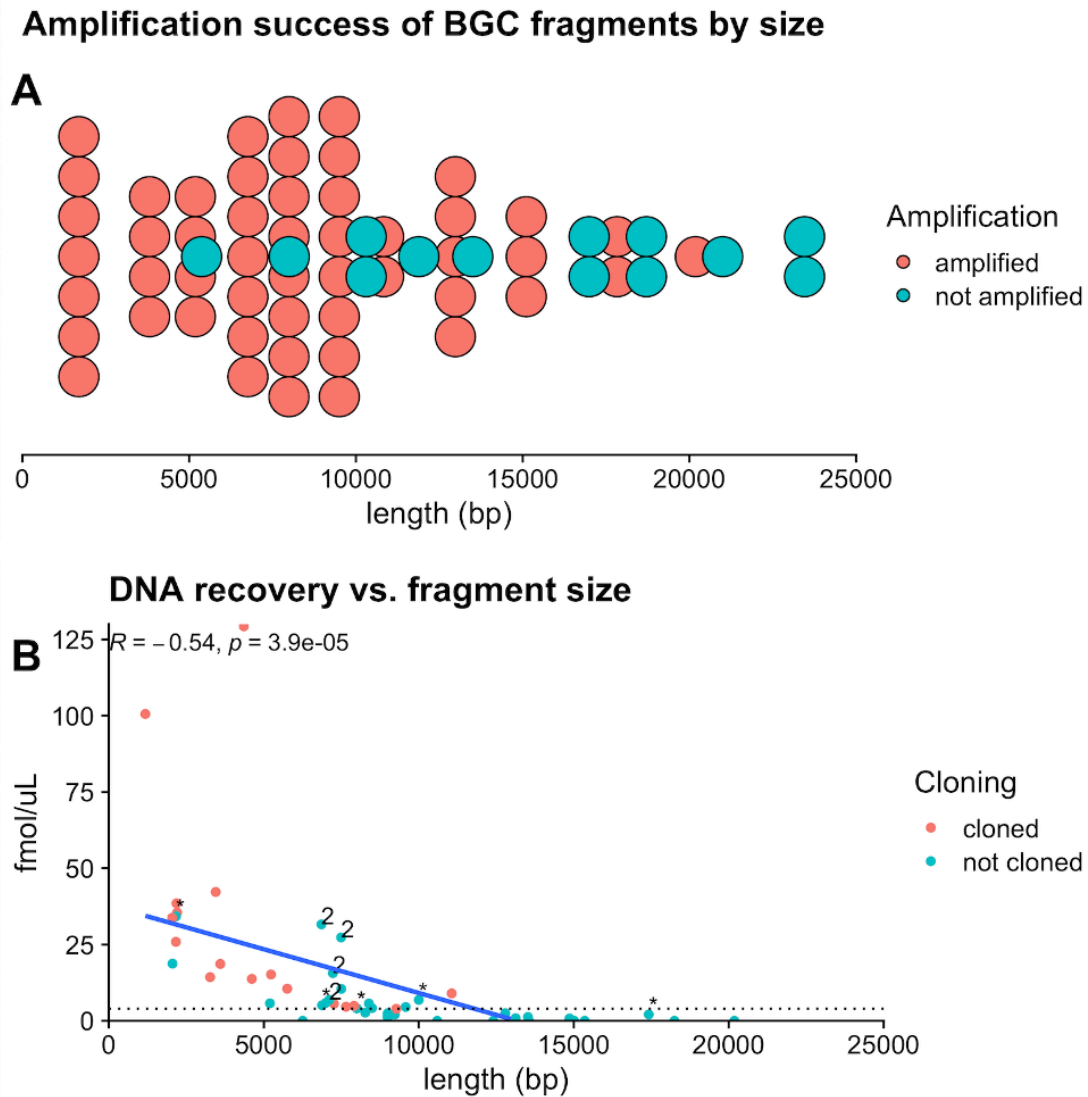 Amplification success of BGC fragments by size
A
Amplification
amplified
not amplified
0 5000 10000 15000 20000 25000
length (bp)
DNA recovery vs. fragment size
B
R = −0.54, p = 3.9e-05
125
100
75
50
25
0
fmol/uL
*
2
2
2
*
2
*
*
*
Cloning
cloned
not cloned
0 5000 10000 15000 20000 25000
length (bp)